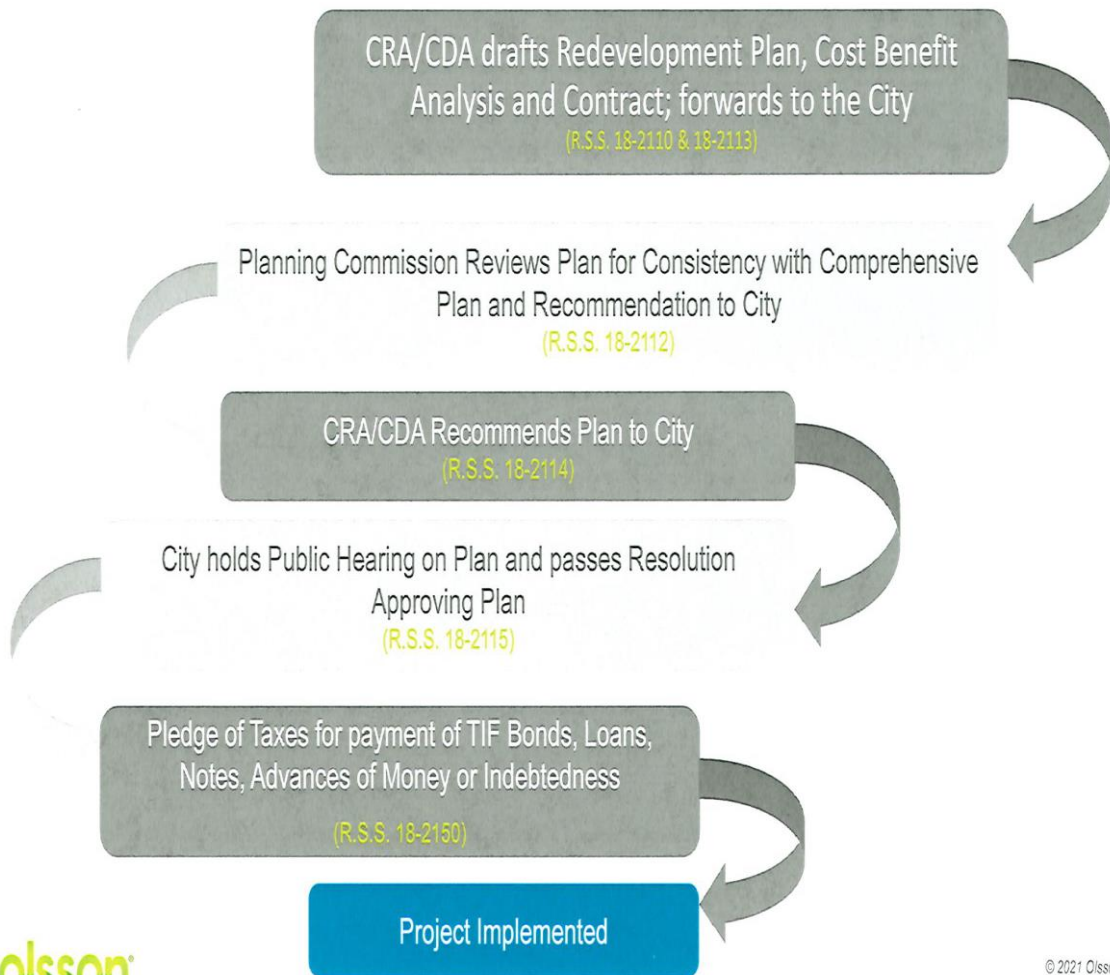 CRA/CDA drafts Redevelopment Plan, Cost Benefit
Analysis and Contract; forwards to the City
(R.S.S. 18-2110 & 18-2113)
Planning Commission Reviews Plan for Consistency with Comprehensive
Plan and Recommendation to City
(R.S.S. 18-2112)
CRA/CDA Recommends Plan to City
(R.S.S. 18-2114)
City holds Public Hearing on Plan and passes Resolution
Approving Plan
(R.S.S. 18-2115)
Pledge of Taxes for payment of TIF Bonds, Loans,
Notes, Advances of Money or Indebtedness
(R.S.S. 18-2150)
Project Implemented
olsson
© 2021 Olss